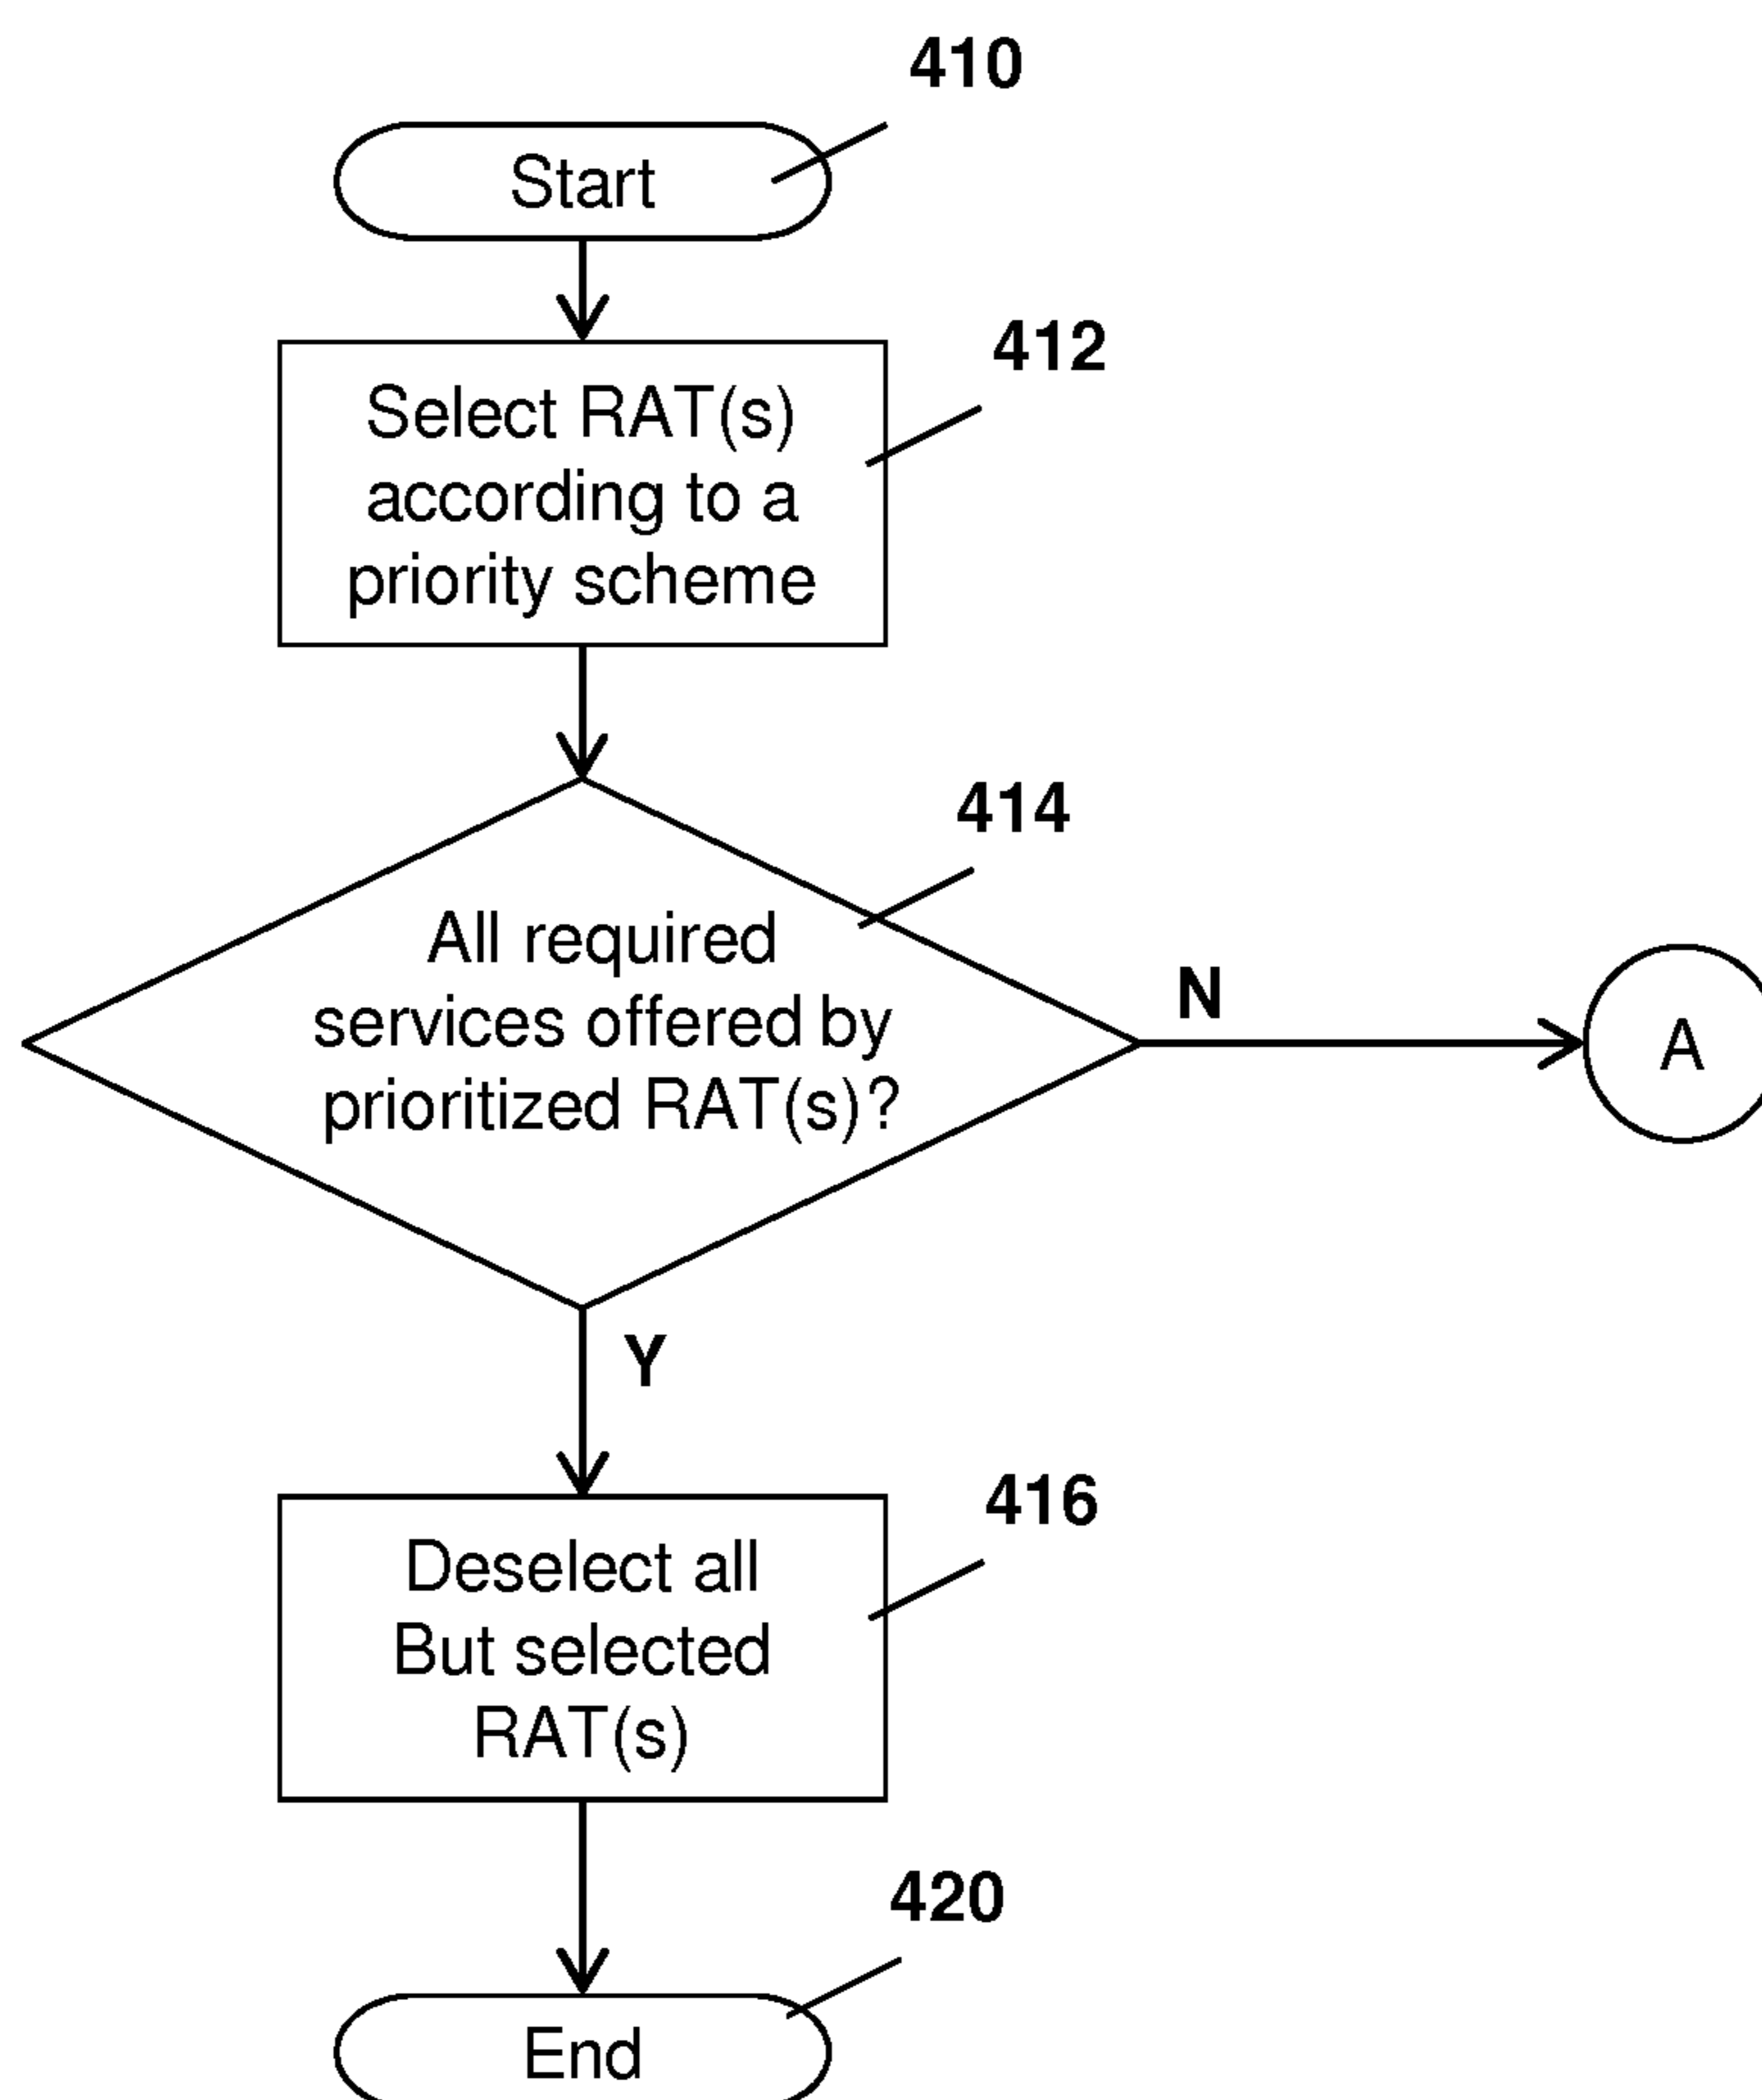 410
Start
412
Select RAT(s)
according to a
priority scheme
414
All required
services offered by
prioritized RAT(s)?
N
A
Y
416
Deselect all
But selected
RAT(s)
420
End